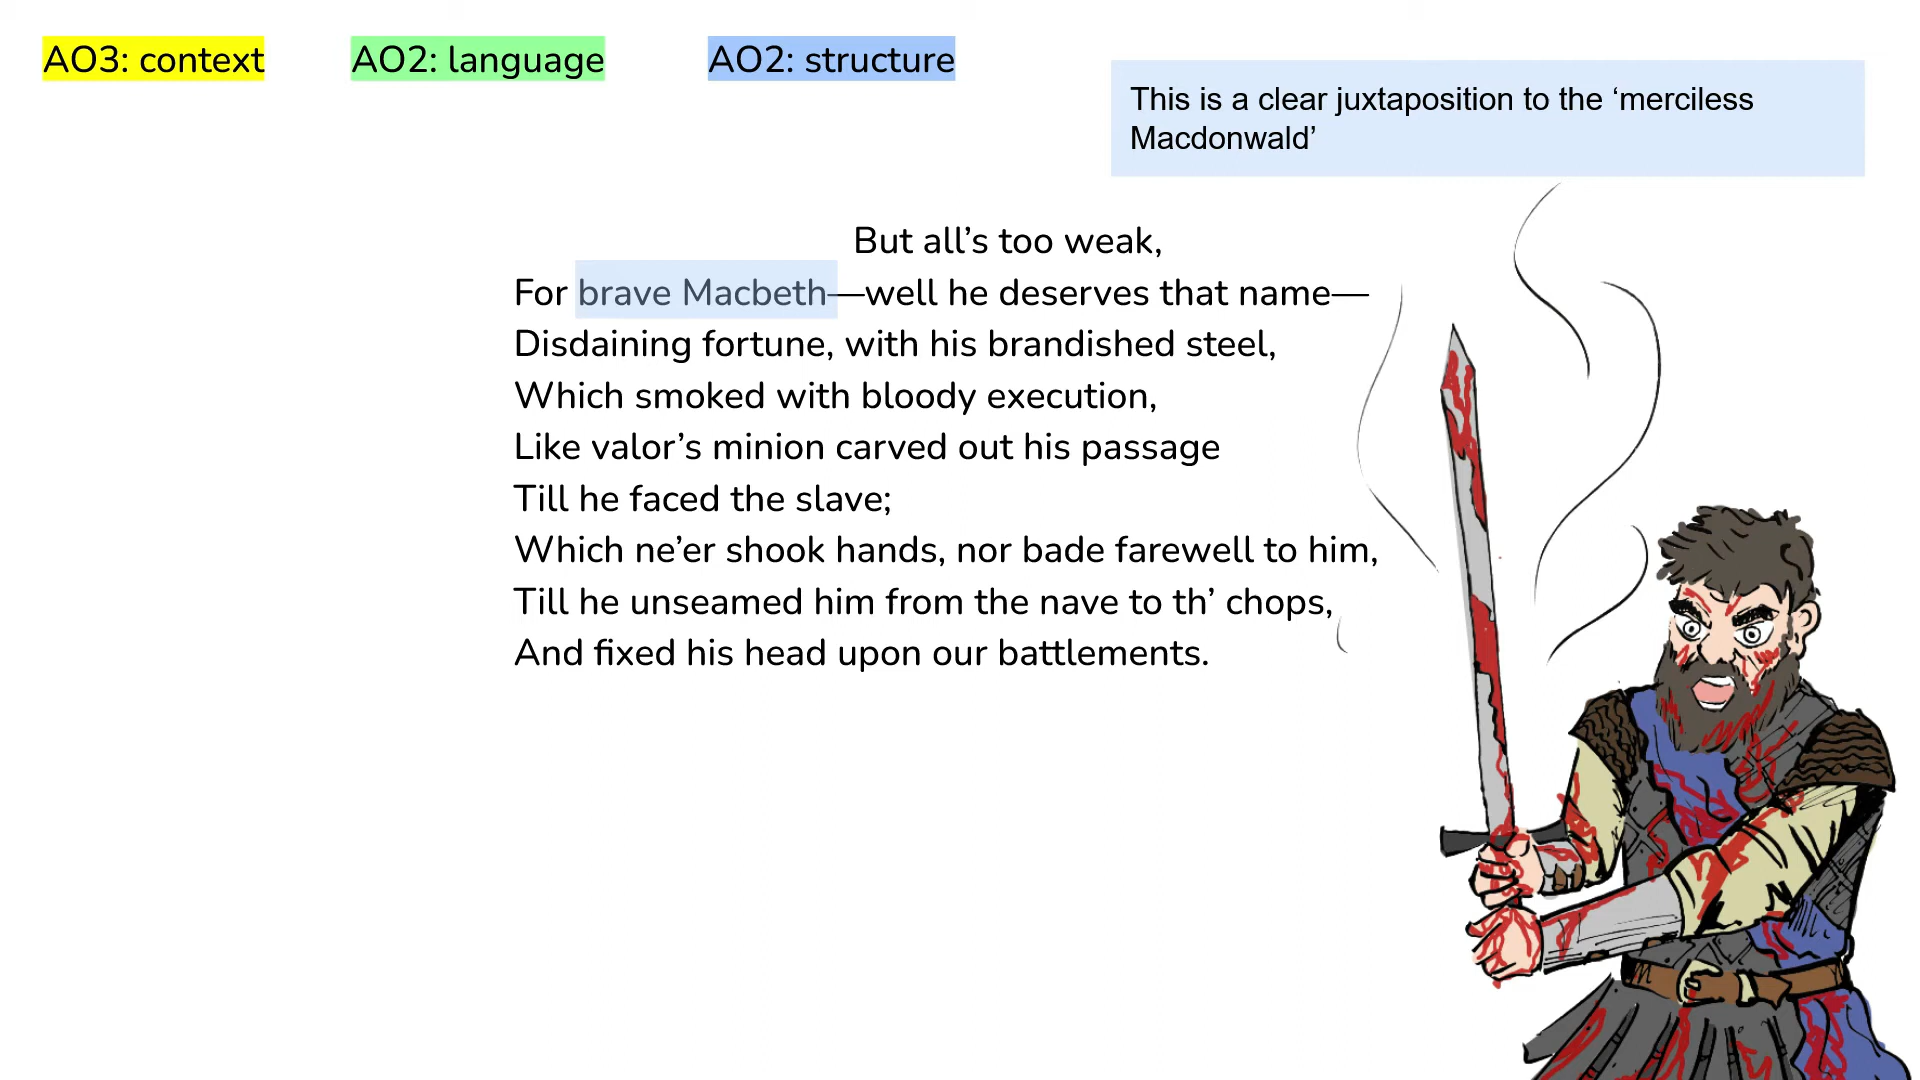 AO3: context AO2: language AO2: structure
This is a clear juxtaposition to the ‘merciless
Macdonwald’
But all’s too weak,
For brave Macbeth—well he deserves that name—
Disdaining fortune, with his brandished steel,
Which smoked with bloody execution,
Like valor’s minion carved out his passage
Till he faced the slave;
Which ne’er shook hands, nor bade farewell to him,
Till he unseamed him from the nave to th’ chops,
And fixed his head upon our battlements.